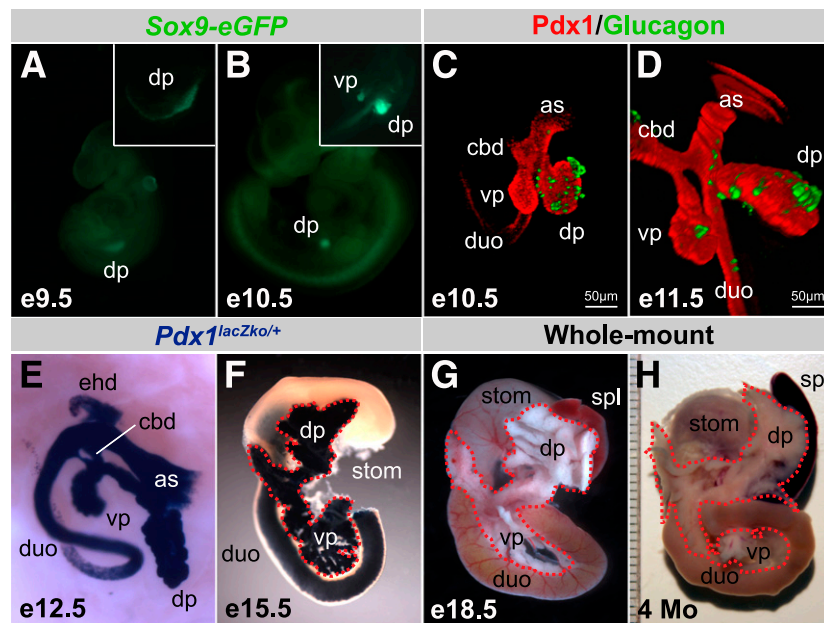 Sox9-eGFP
Pdx1/Glucagon
A
dp
dp
e9.5
B
vp
dp
dp
e10.5
C
as
cbd
vp
duo
dp
e10.5
50µm
D
as
cbd
dp
vp
duo
e11.5
50µm
Pdx1lacZko/+
Whole-mount
E
ehd
cbd
as
vp
duo
dp
e12.5
F
dp
stom
vp
duo
e15.5
G
stom
spl
dp
vp
duo
e18.5
H
spl
stom
dp
vp
duo
4 Mo